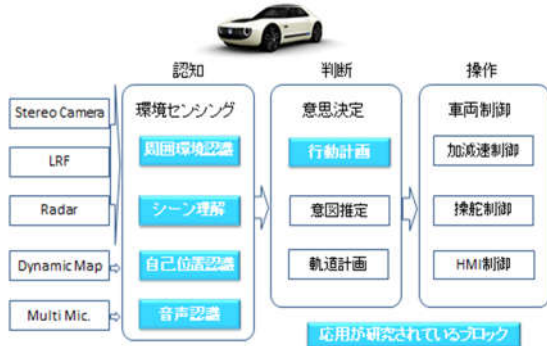 認知
判断
操作
Stereo Camera
LRF
Radar
Dynamic Map
Multi Mic.
環境センシング
周囲環境認識
シーン理解
自己位置認識
音声認識
意思決定
行動計画
意図推定
軌道計画
車両制御
加減速制御
操舵制御
HMI制御
応用が研究されているブロック